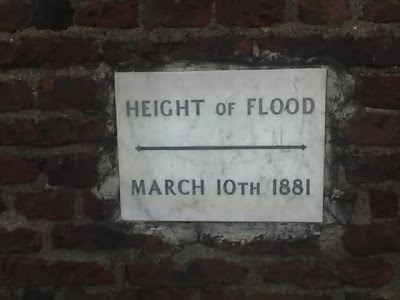 HEIGHT OF FLOOD
MARCH 10TH 1881